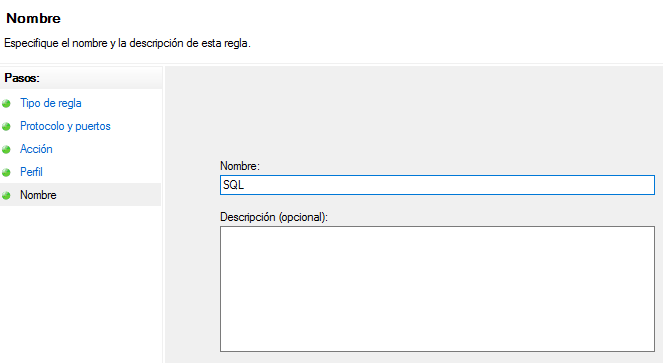 Nombre
Especifique el nombre y la descripción de esta regla.
Pasos:
Tipo de regla
Protocolo y puertos
Acción
Perfil
Nombre
Nombre:
SQL
Descripción (opcional):